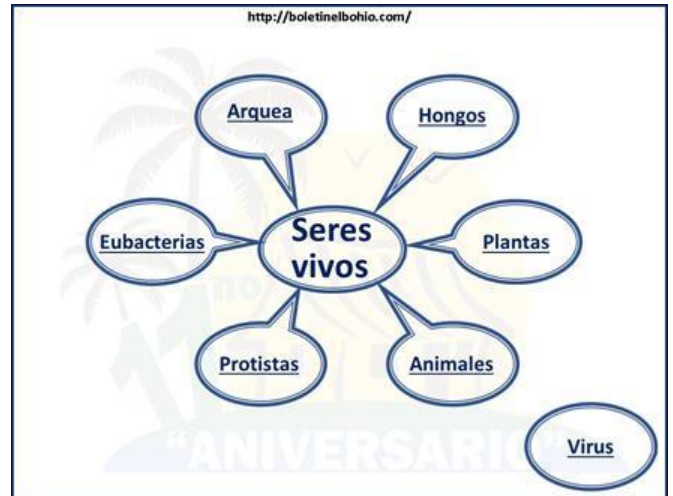 http://boletinelbohio.com/
Arquea
Hongos
Seres
vivos
Eubacterias
Plantas
Protistas
Animales
"ANIVERSARIO"
Virus